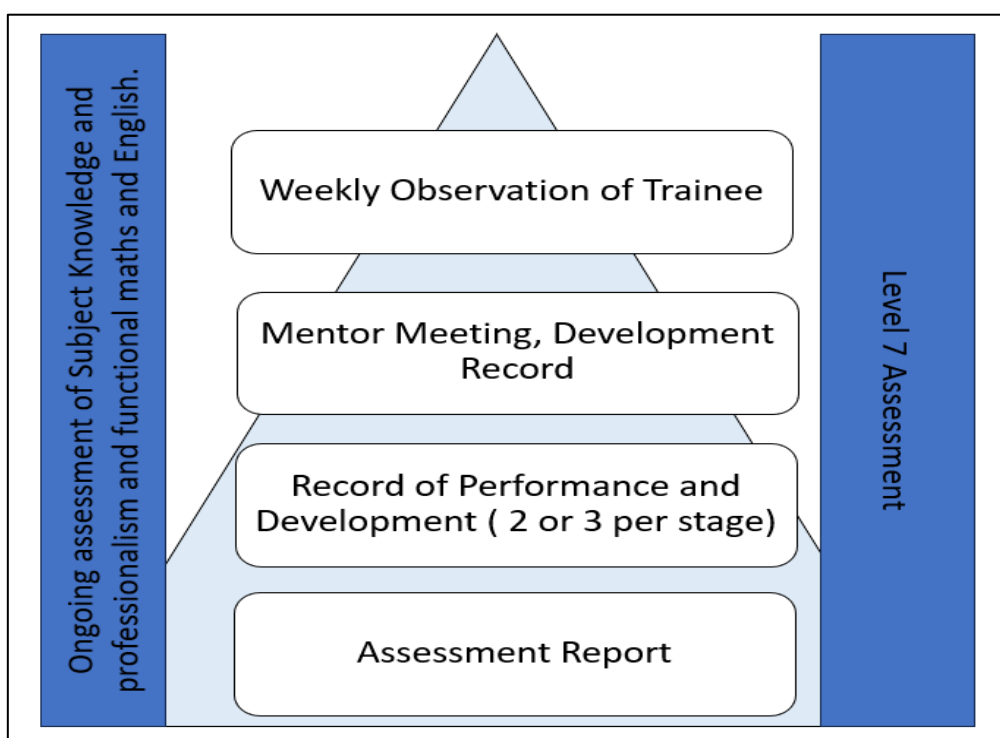 Ongoing assessment of Subject Knowledge and
professionalism and functional maths and English.
Weekly Observation of Trainee
Mentor Meeting, Development
Record
Record of Performance and
Development ( 2 or 3 per stage)
Assessment Report
Level 7 Assessment